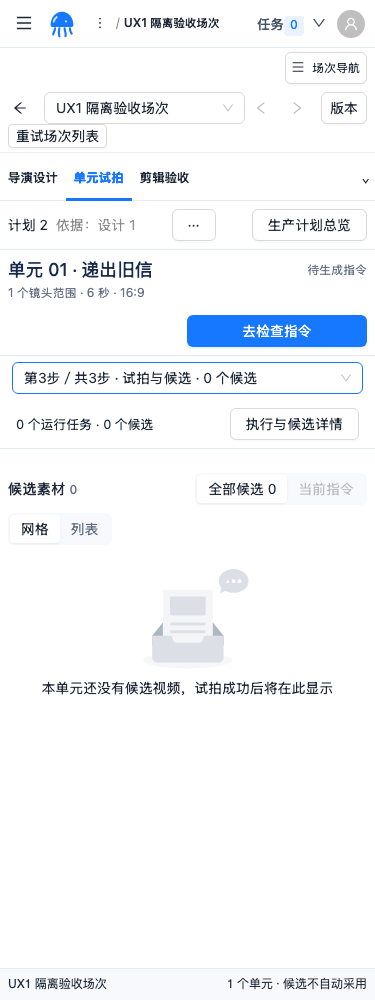 / UX1 隔离验收场次
任务 0
场次导航
UX1 隔离验收场次
版本
重试场次列表
导演设计 单元试拍 剪辑验收
计划 2 依据：设计 1 ··· 生产计划总览
单元 01 · 递出旧信 待生成指令
1 个镜头范围 · 6 秒 · 16:9
去检查指令
第3步 / 共3步 · 试拍与候选 · 0 个候选
0 个运行任务 · 0 个候选 执行与候选详情
候选素材 0 全部候选 0 当前指令
网格 列表
本单元还没有候选视频，试拍成功后将在此显示
UX1 隔离验收场次 1 个单元 · 候选不自动采用